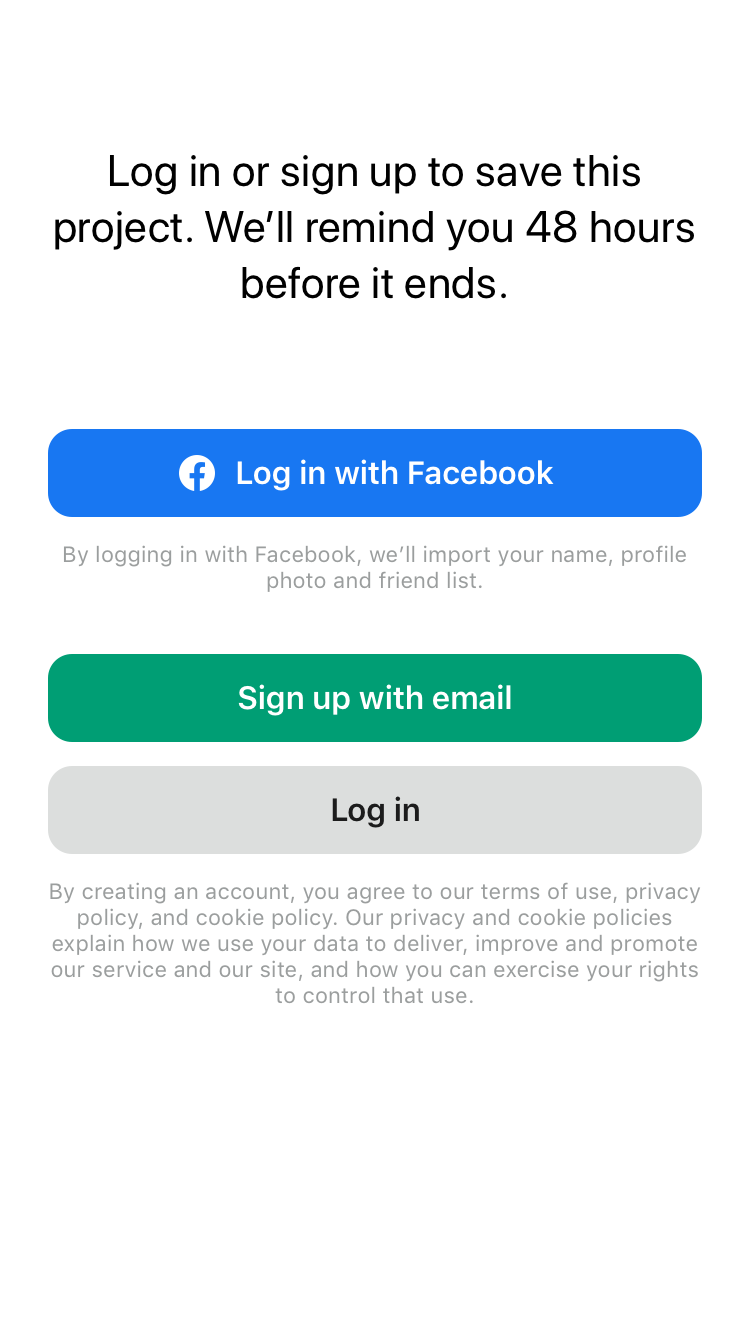 Log in or sign up to save this
project. We’ll remind you 48 hours
before it ends.
Log in with Facebook
By logging in with Facebook, we’ll import your name, profile
photo and friend list.
Sign up with email
Log in
By creating an account, you agree to our terms of use, privacy
policy, and cookie policy. Our privacy and cookie policies
explain how we use your data to deliver, improve and promote
our service and our site, and how you can exercise your rights
to control that use.